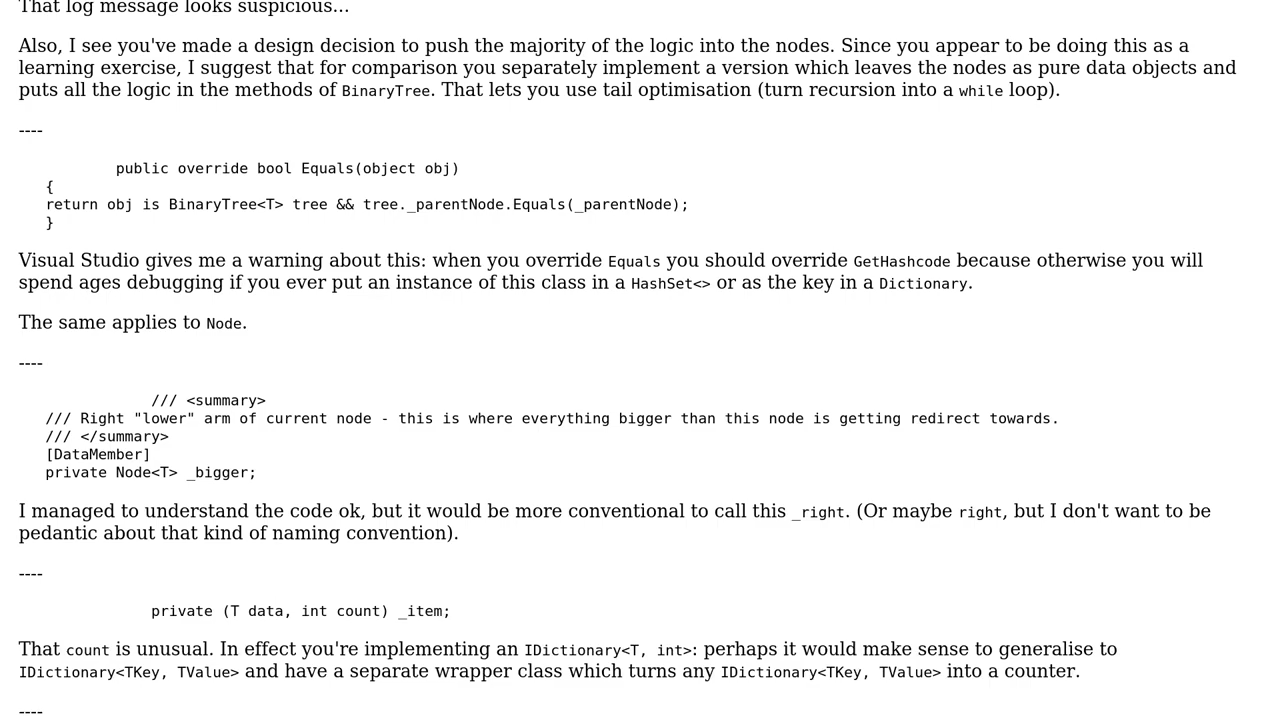 That log message looks suspicious...
Also, I see you've made a design decision to push the majority of the logic into the nodes. Since you appear to be doing this as a
learning exercise, I suggest that for comparison you separately implement a version which leaves the nodes as pure data objects and
puts all the logic in the methods of BinaryTree. That lets you use tail optimisation (turn recursion into a while loop).
----
public override bool Equals(object obj)
{
return obj is BinaryTree<T> tree && tree._parentNode.Equals(_parentNode);
}
Visual Studio gives me a warning about this: when you override Equals you should override GetHashcode because otherwise you will
spend ages debugging if you ever put an instance of this class in a HashSet<> or as the key in a Dictionary.
The same applies to Node.
----
/// <summary>
/// Right "lower" arm of current node - this is where everything bigger than this node is getting redirect towards.
/// </summary>
[DataMember]
private Node<T> _bigger;
I managed to understand the code ok, but it would be more conventional to call this _right. (Or maybe right, but I don't want to be
pedantic about that kind of naming convention).
----
private (T data, int count) _item;
That count is unusual. In effect you're implementing an IDictionary<T, int>: perhaps it would make sense to generalise to
IDictionary<TKey, TValue> and have a separate wrapper class which turns any IDictionary<TKey, TValue> into a counter.
----